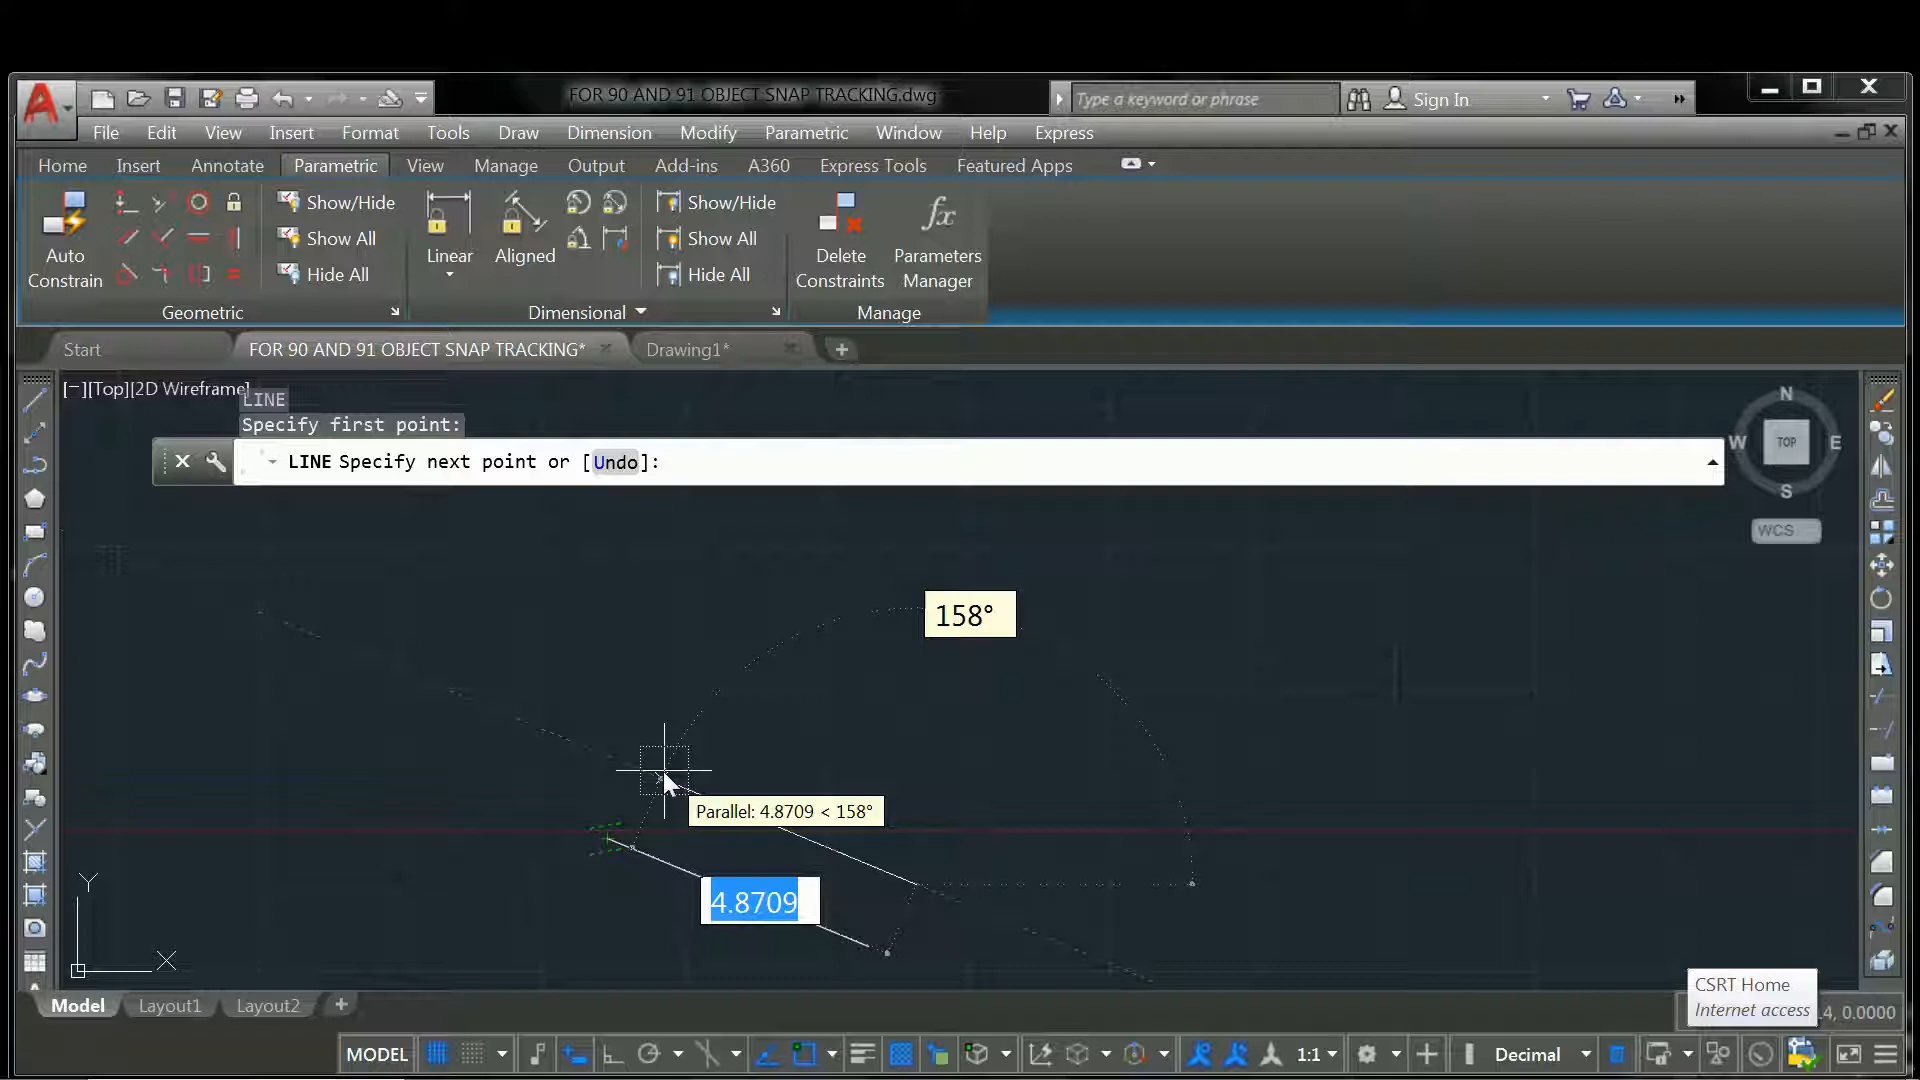 FOR 90 AND 91 OBJECT SNAP TRACKING.dwg
Type a keyword or phrase
Sign In
File Edit View Insert Format Tools Draw Dimension Modify Parametric Window Help Express
Home Insert Annotate Parametric View Manage Output Add-ins A360 Express Tools Featured Apps
Auto Constrain
Show/Hide
Show All
Hide All
Geometric
Linear
Aligned
Show/Hide
Show All
Hide All
Dimensional
Delete Constraints
fx
Parameters Manager
Manage
Start
FOR 90 AND 91 OBJECT SNAP TRACKING*
Drawing1*
[−][Top][2D Wireframe]
LINE
Specify first point:
LINE Specify next point or [Undo]:
N
W TOP E
S
WCS
158°
Parallel: 4.8709 < 158°
4.8709
Y
X
CSRT Home
Internet access
4, 0.0000
Model Layout1 Layout2
MODEL
1:1
Decimal